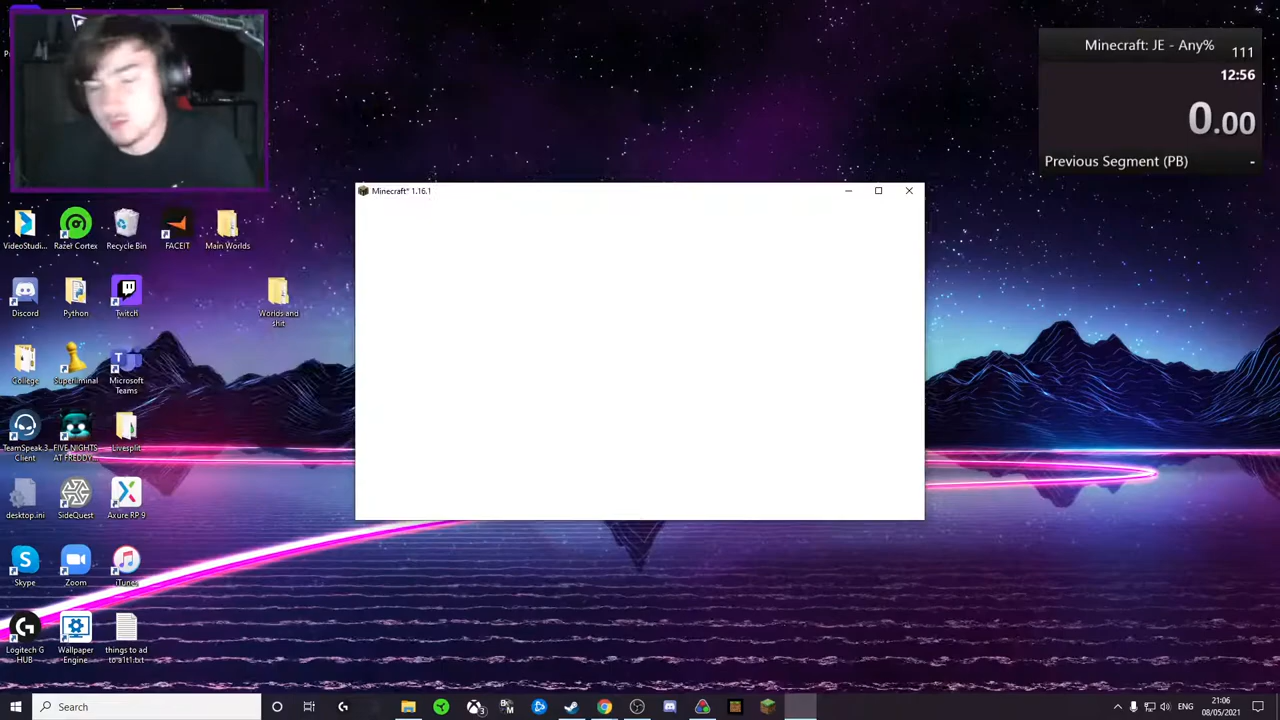 Minecraft: JE - Any%
111
12:56
0.00
Previous Segment (PB)
-
Minecraft* 1.16.1
VideoStudi...
Razer Cortex
Recycle Bin
FACEIT
Main Worlds
Discord
Python
Twitch
Worlds and
shit
College
Superliminal
Microsoft
Teams
TeamSpeak 3
Client
FIVE NIGHTS
AT FREDDY...
Livesplit
desktop.ini
SideQuest
Axure RP 9
Skype
Zoom
iTunes
Logitech G
HUB
Wallpaper
Engine
things to ad
to a1t1.txt
Search
ENG
21:06
08/05/2021